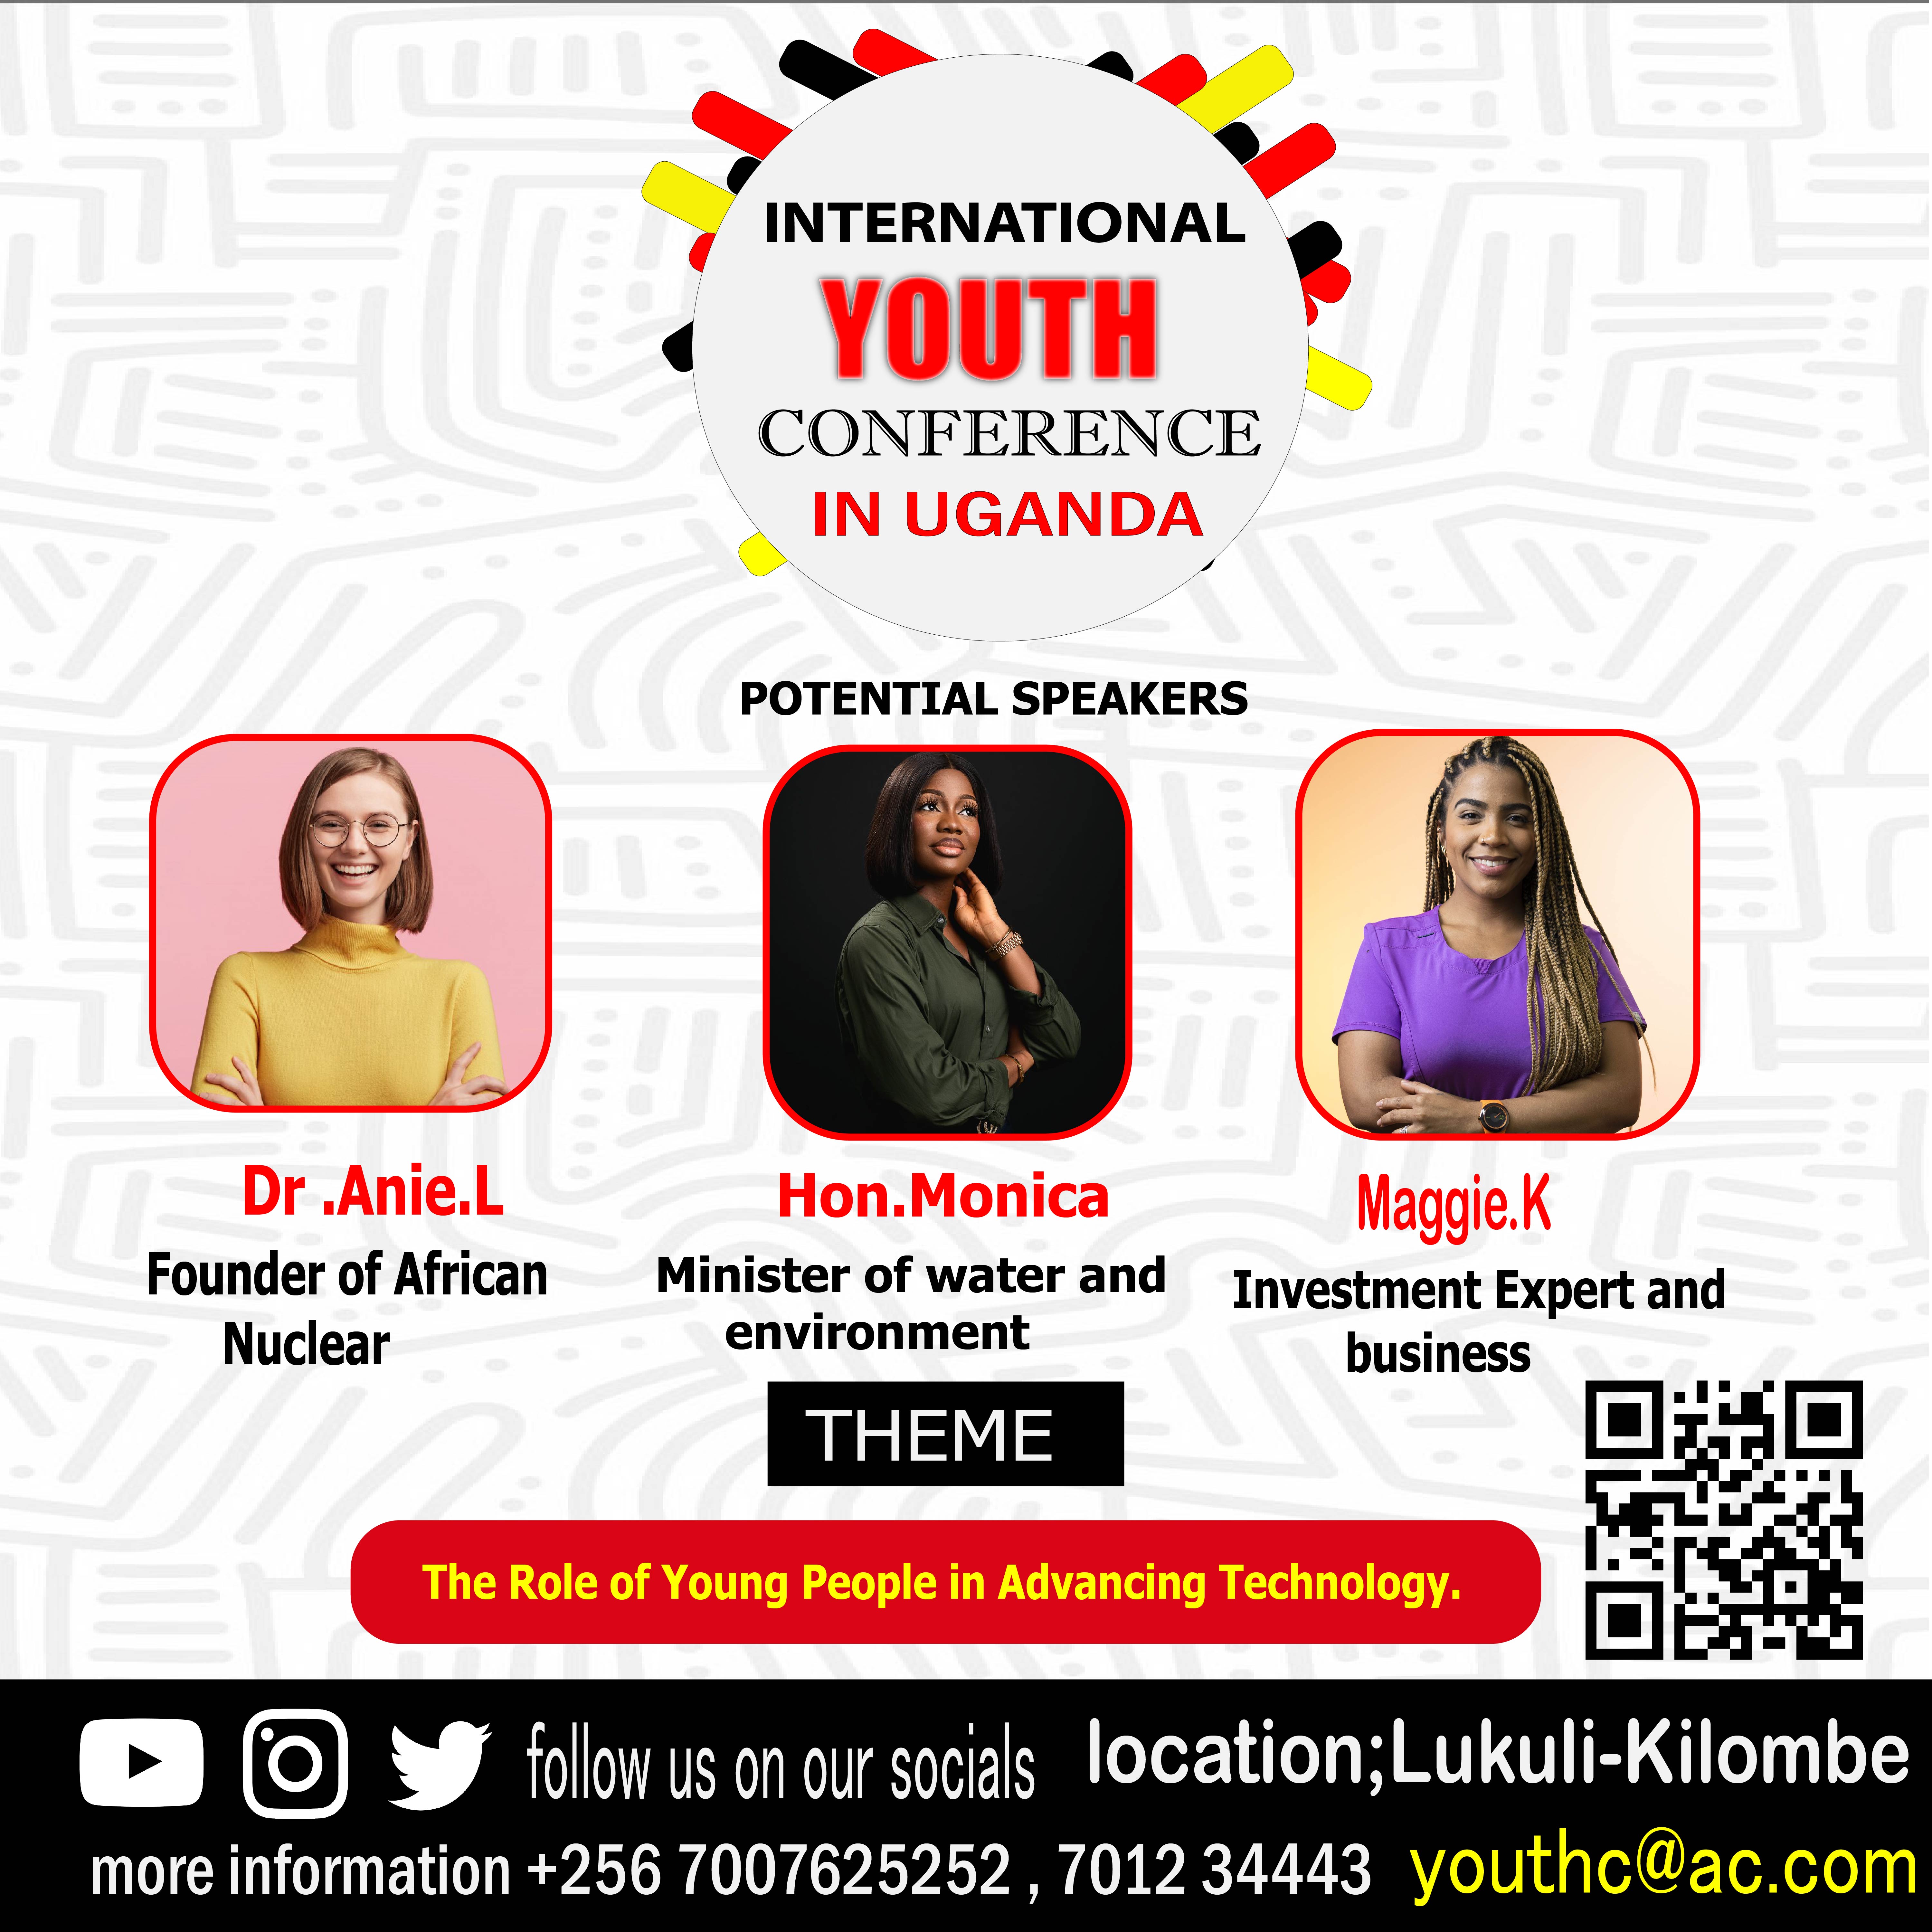 INTERNATIONAL
YOUTH
CONFERENCE
IN UGANDA
POTENTIAL SPEAKERS
Dr .Anie.L
Founder of African
Nuclear
Hon.Monica
Minister of water and
environment
Maggie.K
Investment Expert and
business
THEME
The Role of Young People in Advancing Technology.
follow us on our socials
location;Lukuli-Kilombe
more information +256 7007625252 , 7012 34443
youthc@ac.com